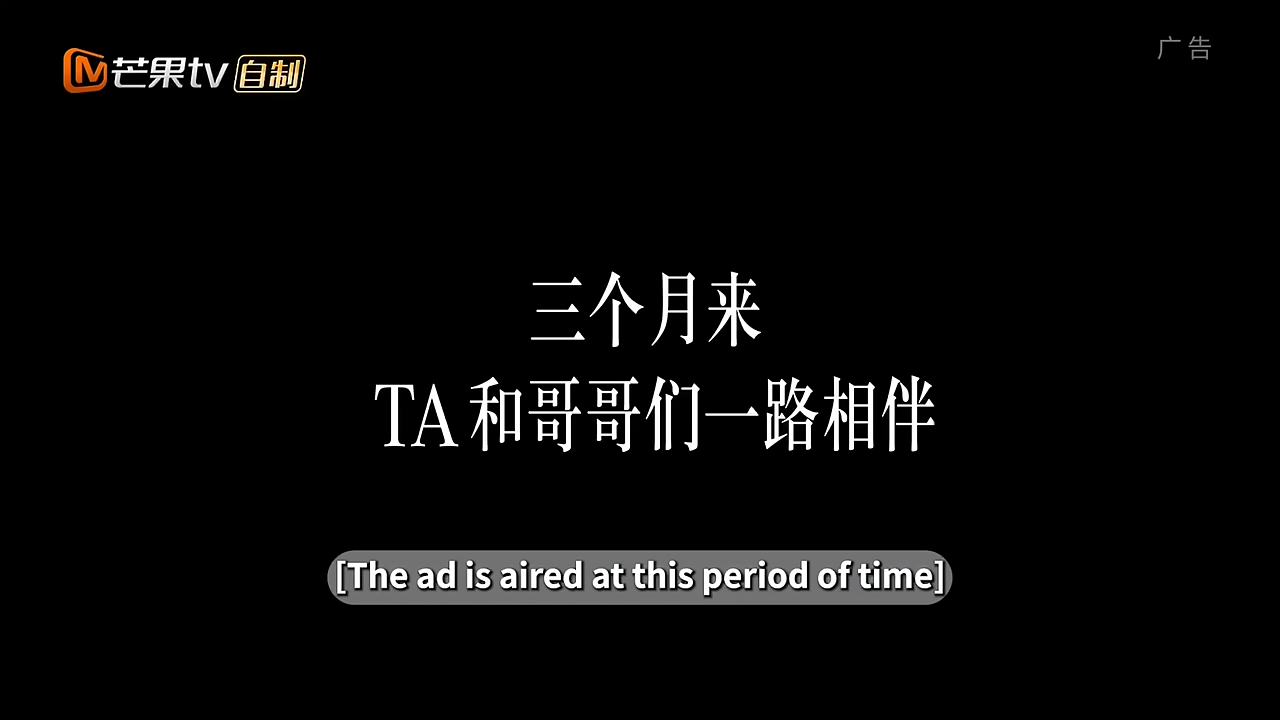 芒果tv 自制
广告
三个月来
TA和哥哥们一路相伴
[The ad is aired at this period of time]